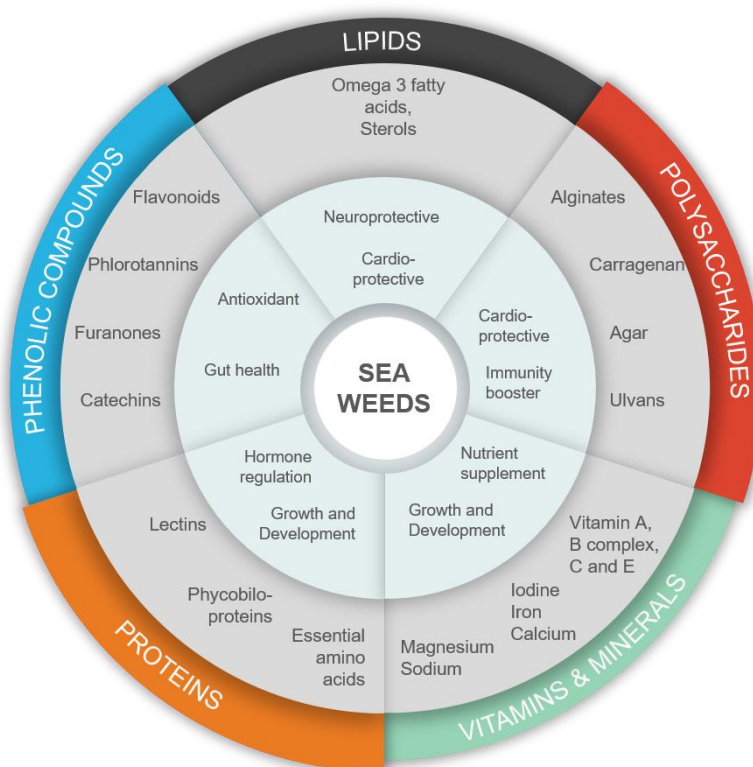 LIPIDS
Omega 3 fatty
acids,
Sterols
Neuroprotective
Cardio-
protective
POLYSACCHARIDES
Alginates
Carragenan
Agar
Ulvans
Cardio-
protective
Immunity
booster
VITAMINS & MINERALS
Vitamin A,
B complex,
C and E
Iodine
Iron
Calcium
Magnesium
Sodium
Nutrient
supplement
Growth and
Development
PROTEINS
Lectins
Phycobilo-
proteins
Essential
amino
acids
Hormone
regulation
Growth and
Development
PHENOLIC COMPOUNDS
Flavonoids
Phlorotannins
Furanones
Catechins
Antioxidant
Gut health
SEA
WEEDS